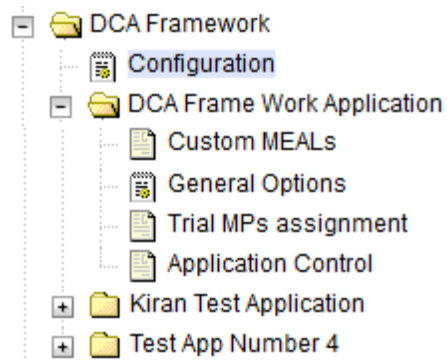 DCA Framework
Configuration
DCA Frame Work Application
Custom MEALs
General Options
Trial MPs assignment
Application Control
Kiran Test Application
Test App Number 4